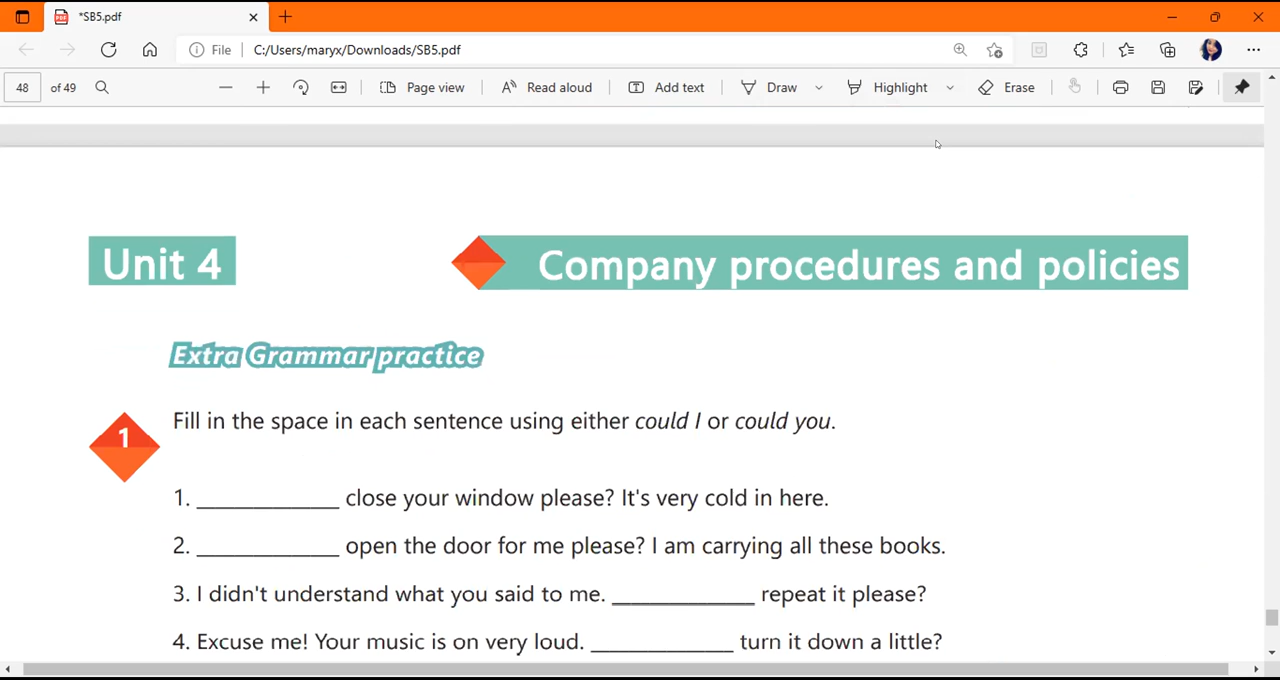 *SB5.pdf
File C:/Users/maryx/Downloads/SB5.pdf
48 of 49 Page view Read aloud Add text Draw Highlight Erase
Unit 4 Company procedures and policies
Extra Grammar practice
1 Fill in the space in each sentence using either could I or could you.
1. ____________ close your window please? It's very cold in here.
2. ____________ open the door for me please? I am carrying all these books.
3. I didn't understand what you said to me. ____________ repeat it please?
4. Excuse me! Your music is on very loud. ____________ turn it down a little?